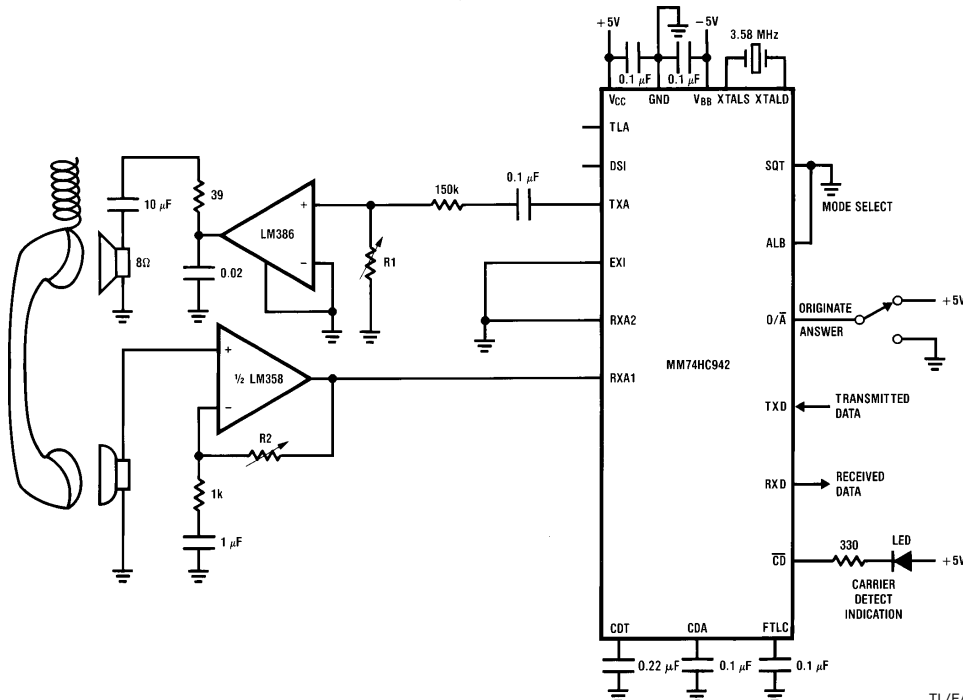 +5V
−5V
3.58 MHz
0.1 μF
0.1 μF
VCC
GND
VBB
XTALS
XTALD
TLA
DSI
SQT
MODE SELECT
10 μF
39
LM386
+
−
150k
0.1 μF
TXA
ALB
8Ω
0.02
R1
EXI
RXA2
O/A̅
ORIGINATE
ANSWER
+5V
+
−
½ LM358
RXA1
MM74HC942
TXD
TRANSMITTED
DATA
R2
1k
RXD
RECEIVED
DATA
1 μF
C̅D̅
330
LED
+5V
CARRIER
DETECT
INDICATION
CDT
CDA
FTLC
0.22 μF
0.1 μF
0.1 μF